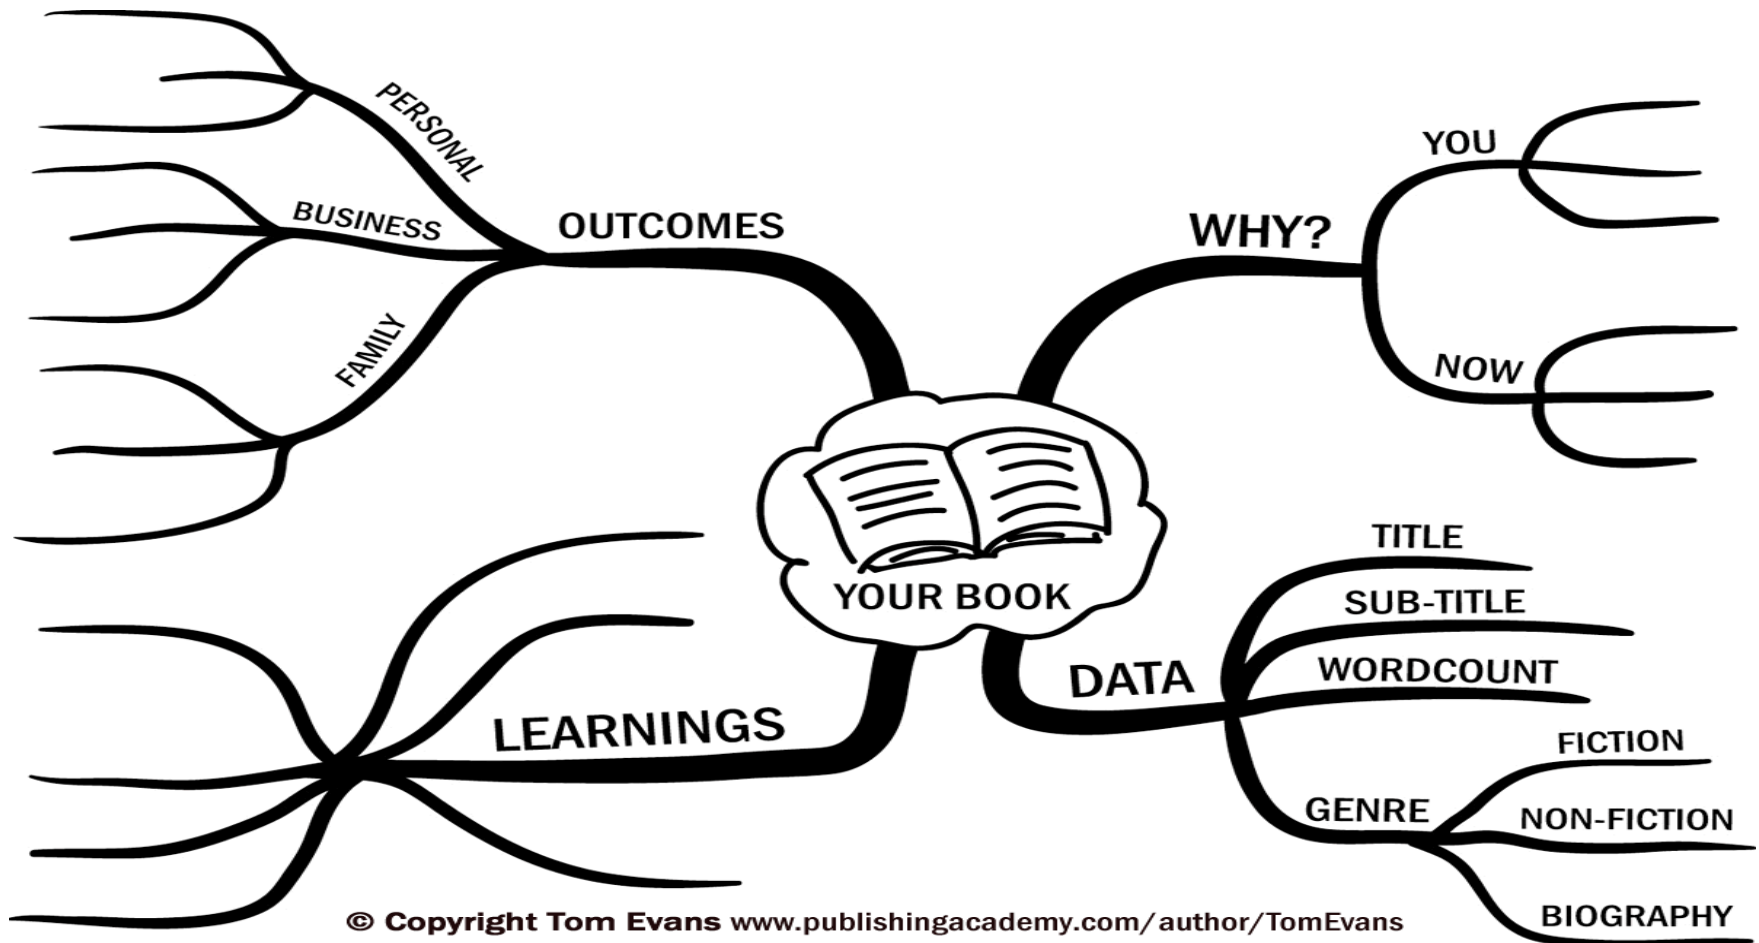 PERSONAL
BUSINESS
FAMILY
OUTCOMES
WHY?
YOU
NOW
YOUR BOOK
LEARNINGS
DATA
TITLE
SUB-TITLE
WORDCOUNT
GENRE
FICTION
NON-FICTION
BIOGRAPHY
© Copyright Tom Evans www.publishingacademy.com/author/TomEvans